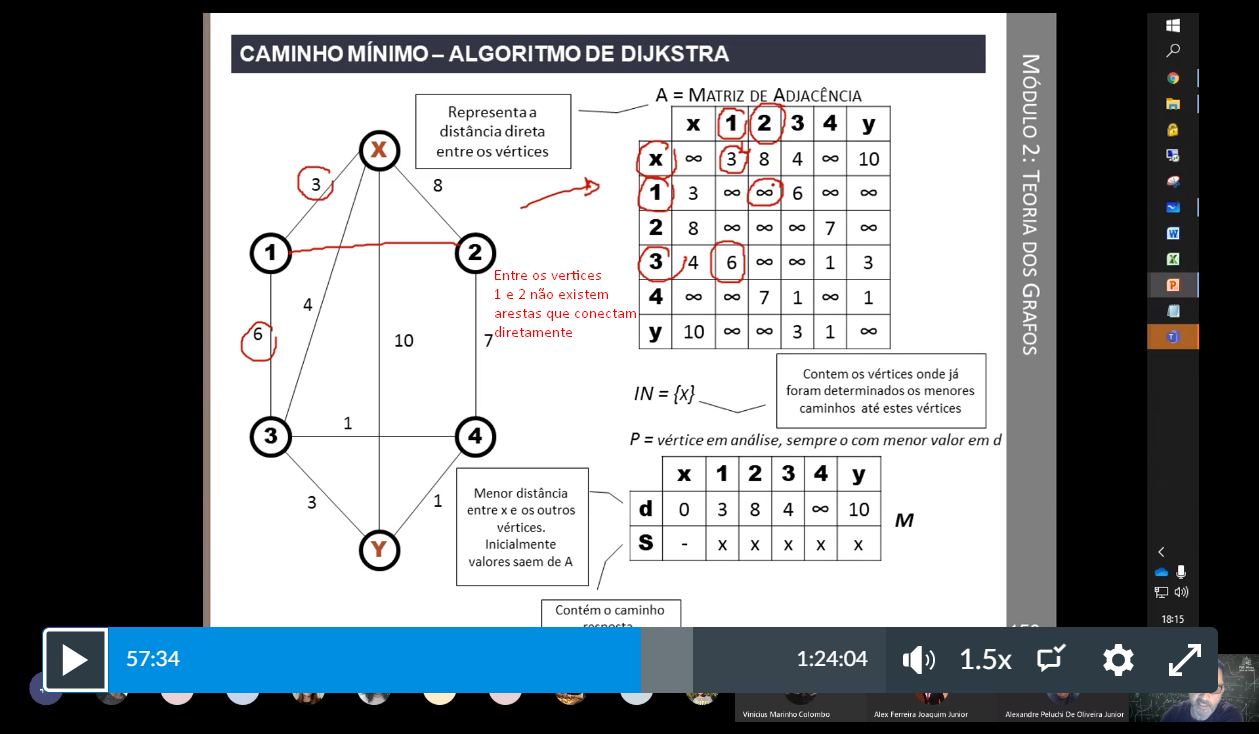 CAMINHO MÍNIMO – ALGORITMO DE DIJKSTRA
MÓDULO 2: TEORIA DOS GRAFOS
Representa a
distância direta
entre os vértices
A = MATRIZ DE ADJACÊNCIA
x 1 2 3 4 y
x ∞ 3 8 4 ∞ 10
1 3 ∞ ∞ 6 ∞ ∞
2 8 ∞ ∞ ∞ 7 ∞
3 4 6 ∞ ∞ 1 3
4 ∞ ∞ 7 1 ∞ 1
y 10 ∞ ∞ 3 1 ∞
X
3
8
1
2
Entre os vertices
1 e 2 não existem
arestas que conectam
diretamente
4
6
10
7
1
3
4
3
1
Y
IN = {x}
Contem os vértices onde já
foram determinados os menores
caminhos até estes vértices
P = vértice em análise, sempre o com menor valor em d
x 1 2 3 4 y
d 0 3 8 4 ∞ 10
S - x x x x x
M
Menor distância
entre x e os outros
vértices.
Inicialmente
valores saem de A
Contém o caminho
18:15
57:34
1:24:04
1.5x
Vinicius Marinho Colombo
Alex Ferreira Joaquim Junior
Alexandre Peluchi De Oliveira Junior